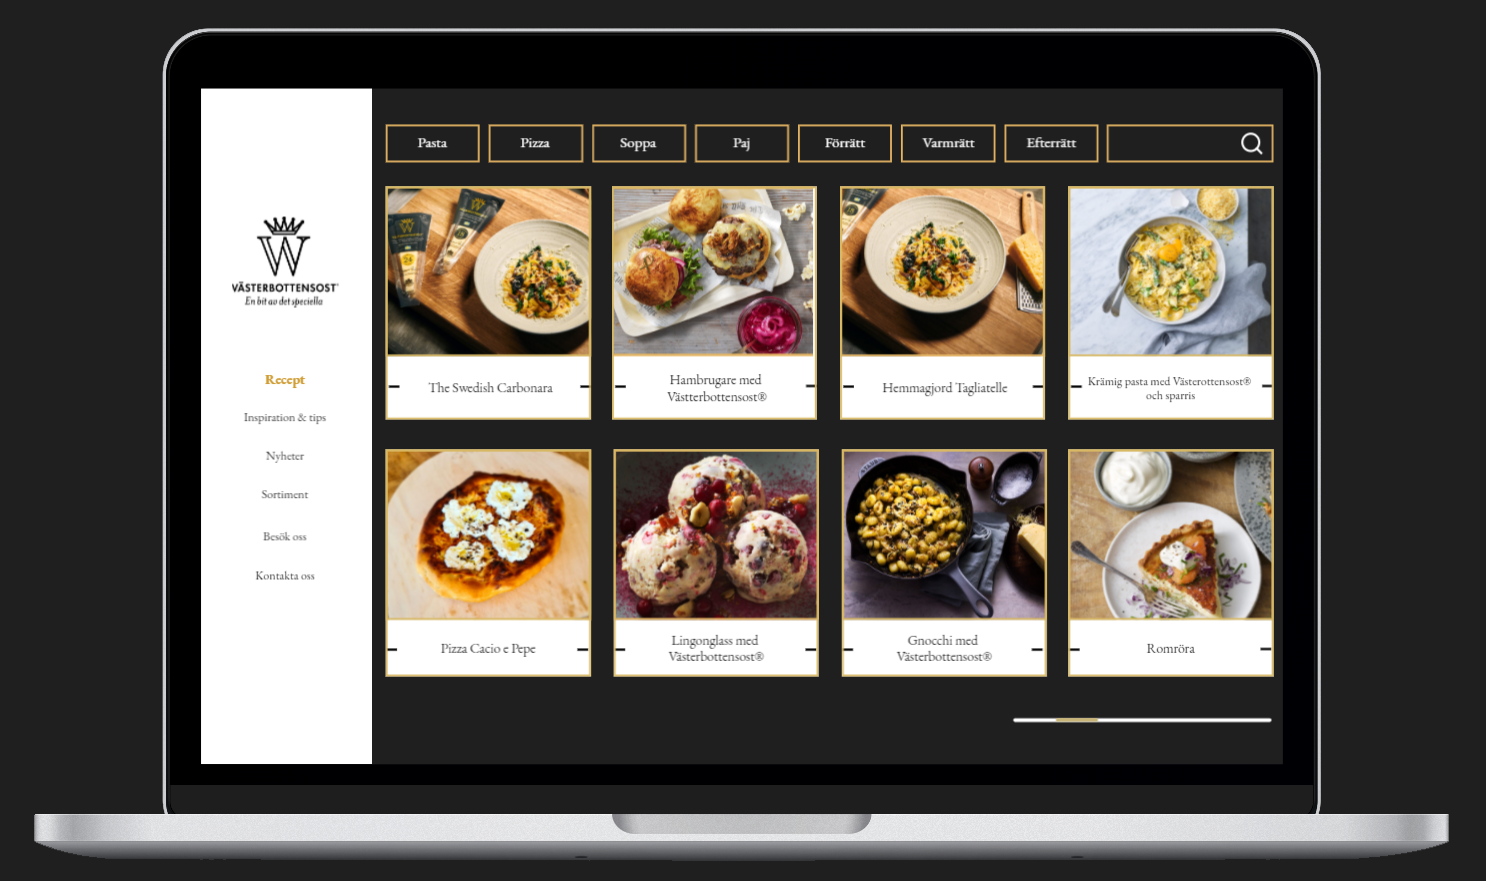 Pasta
Pizza
Soppa
Paj
Förrätt
Varmrätt
Efterrätt
VÄSTERBOTTENSOST
En bit av det speciella
Recept
Inspiration & tips
Nyheter
Sortiment
Besök oss
Kontakta oss
The Swedish Carbonara
Hambrugare med
Västterbottensost®
Hemmagjord Tagliatelle
Krämig pasta med Västerottensost®
och sparris
Pizza Cacio e Pepe
Lingonglass med
Västerbottensost®
Gnocchi med
Västerbottensost®
Romröra